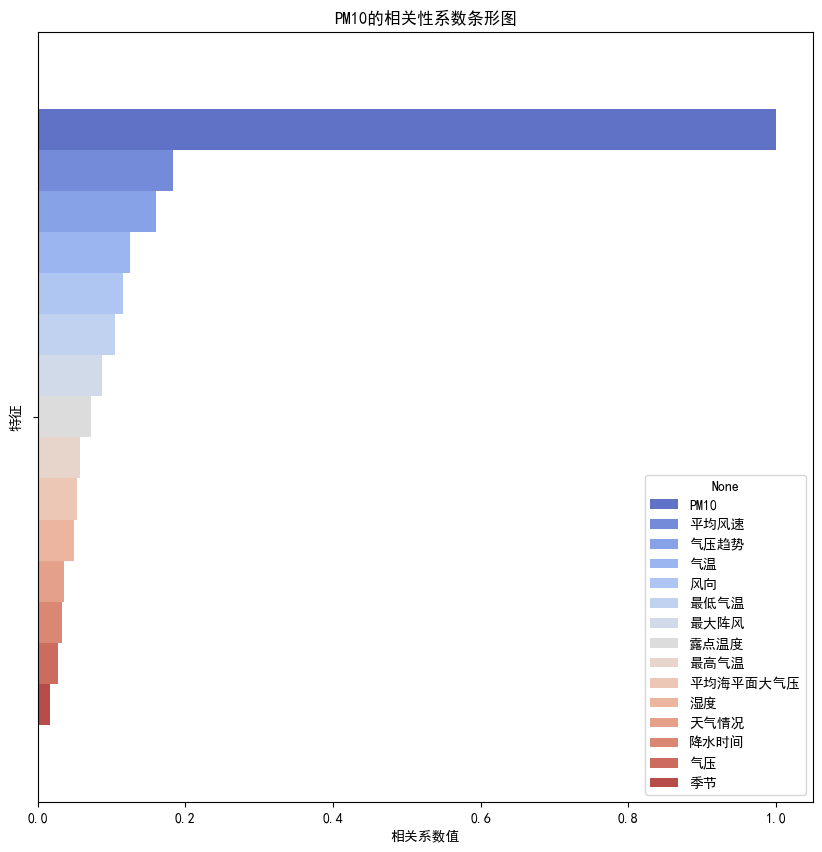 PM10的相关性系数条形图
特征
None
PM10
平均风速
气压趋势
气温
风向
最低气温
最大阵风
露点温度
最高气温
平均海平面大气压
湿度
天气情况
降水时间
气压
季节
0.0 0.2 0.4 0.6 0.8 1.0
相关系数值